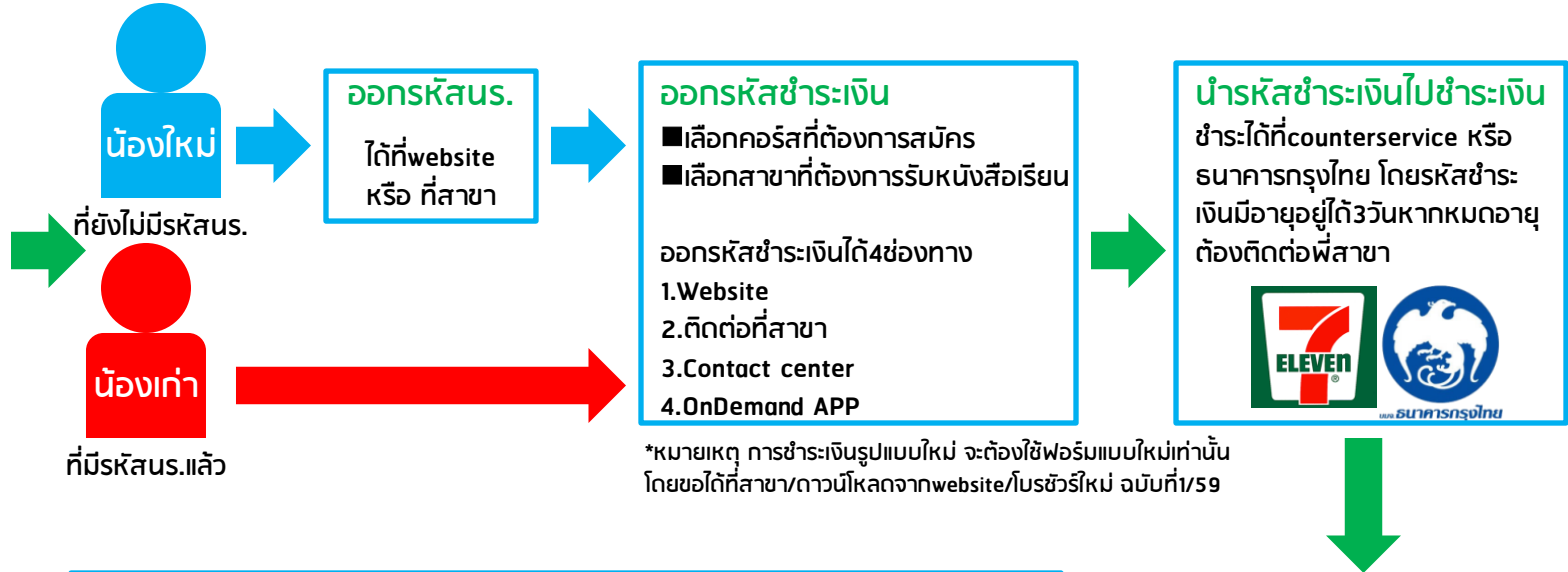 น้องใหม่
ที่ยังไม่มีรหัสนร.
น้องเก่า
ที่มีรหัสนร.แล้ว
ออกรหัสนร.
ได้ที่website
หรือ ที่สาขา
ออกรหัสชำระเงิน
■เลือกคอร์สที่ต้องการสมัคร
■เลือกสาขาที่ต้องการรับหนังสือเรียน
ออกรหัสชำระเงินได้4ช่องทาง
1.Website
2.ติดต่อที่สาขา
3.Contact center
4.OnDemand APP
*หมายเหตุ การชำระเงินรูปแบบใหม่ จะต้องใช้ฟอร์มแบบใหม่เท่านั้น
โดยขอได้ที่สาขา/ดาวน์โหลดจากwebsite/โบรชัวร์ใหม่ ฉบับที่1/59
นำรหัสชำระเงินไปชำระเงิน
ชำระได้ที่counterservice หรือ
ธนาคารกรุงไทย โดยรหัสชำระ
เงินมีอายุอยู่ได้3วันหากหมดอายุ
ต้องติดต่อพี่สาขา
7
ELEVEn
®
บมจ.ธนาคารกรุงไทย